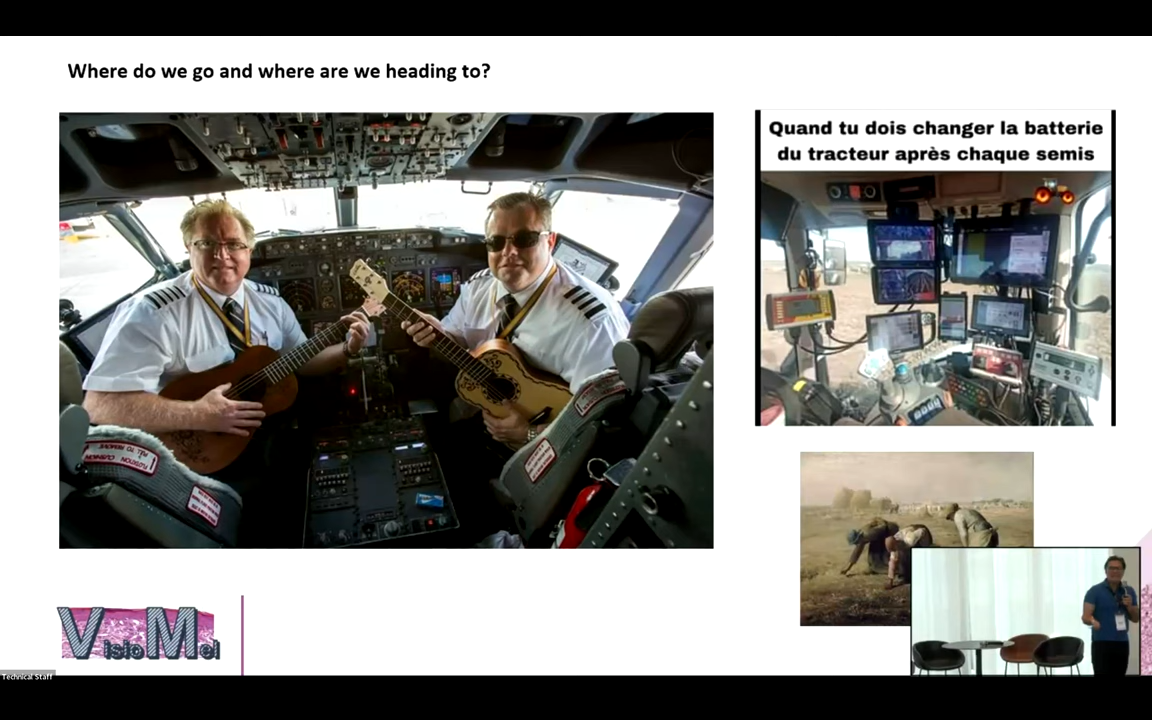 Where do we go and where are we heading to?
Quand tu dois changer la batterie
du tracteur après chaque semis
VisioMel
Technical Staff